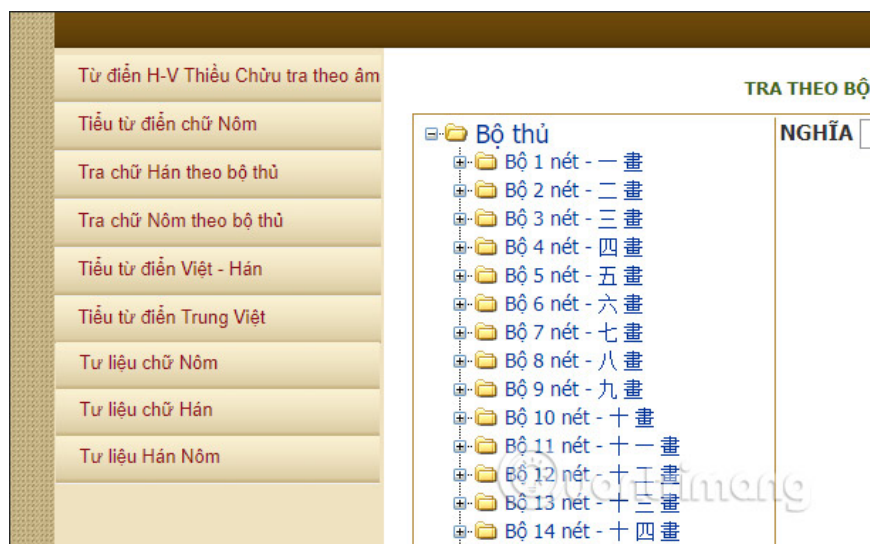 Từ điển H-V Thiều Chửu tra theo âm
Tiểu từ điển chữ Nôm
Tra chữ Hán theo bộ thủ
Tra chữ Nôm theo bộ thủ
Tiểu từ điển Việt - Hán
Tiểu từ điển Trung Việt
Tư liệu chữ Nôm
Tư liệu chữ Hán
Tư liệu Hán Nôm
TRA THEO BỘ
Bộ thủ
Bộ 1 nét - 一 畫
Bộ 2 nét - 二 畫
Bộ 3 nét - 三 畫
Bộ 4 nét - 四 畫
Bộ 5 nét - 五 畫
Bộ 6 nét - 六 畫
Bộ 7 nét - 七 畫
Bộ 8 nét - 八 畫
Bộ 9 nét - 九 畫
Bộ 10 nét - 十 畫
Bộ 11 nét - 十 一 畫
Bộ 12 nét - 十 二 畫
Bộ 13 nét - 十 三 畫
Bộ 14 nét - 十 四 畫
NGHĨA
uantrimang